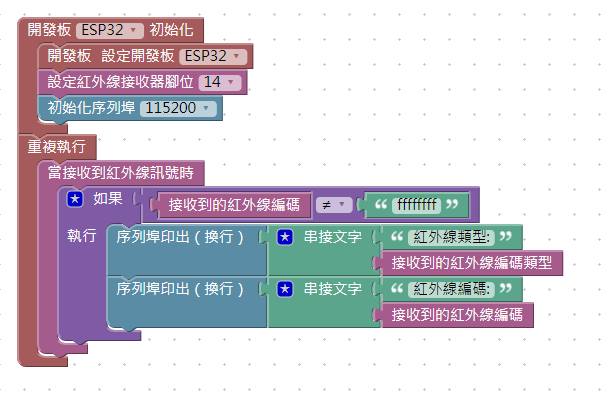 開發板 ESP32 初始化
開發板 設定開發板 ESP32
設定紅外線接收器腳位 14
初始化序列埠 115200
重複執行
當接收到紅外線訊號時
如果 接收到的紅外線編碼 ≠ “ ffffffff ”
執行 序列埠印出（換行） 串接文字 “ 紅外線類型: ”
接收到的紅外線編碼類型
序列埠印出（換行） 串接文字 “ 紅外線編碼: ”
接收到的紅外線編碼